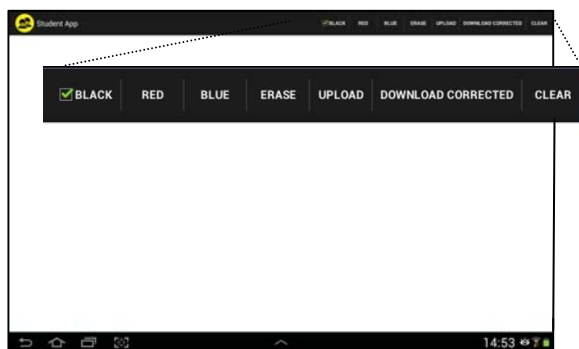 Student App BLACK RED BLUE ERASE UPLOAD DOWNLOAD CORRECTED CLEAR
BLACK RED BLUE ERASE UPLOAD DOWNLOAD CORRECTED CLEAR
14:53